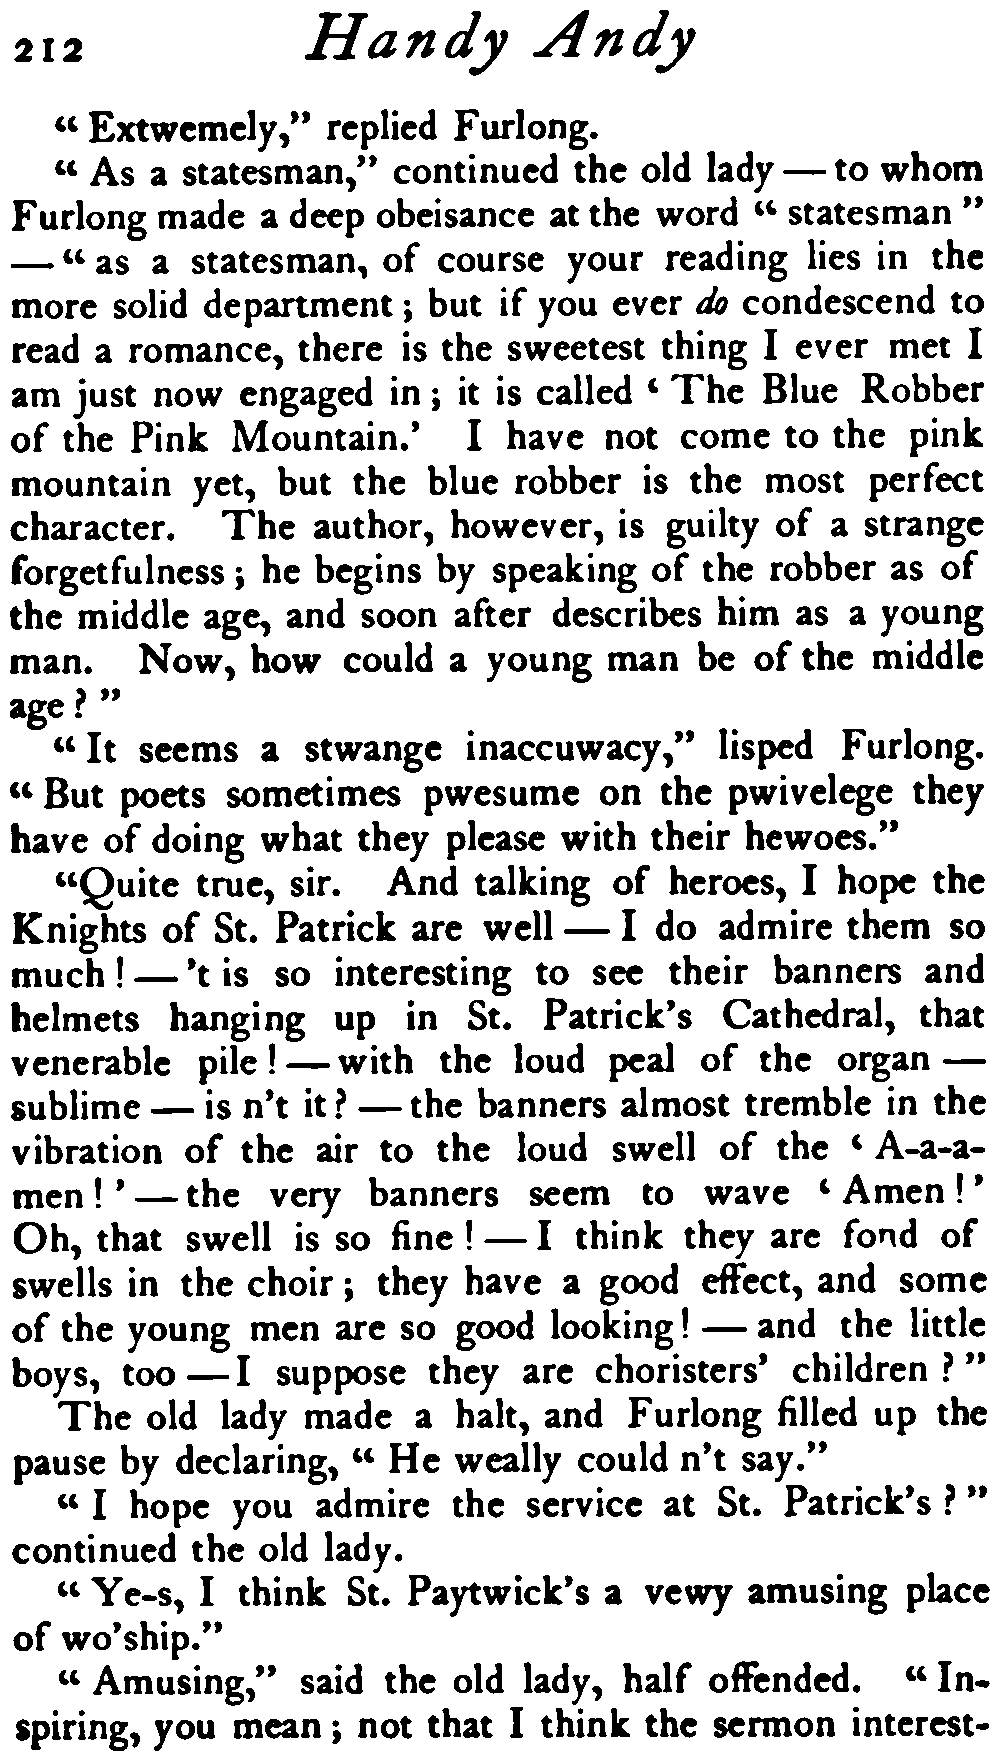 212 Handy Andy
“Extwemely,” replied Furlong.
“As a statesman,” continued the old lady — to whom
Furlong made a deep obeisance at the word “statesman”
— “as a statesman, of course your reading lies in the
more solid department; but if you ever do condescend to
read a romance, there is the sweetest thing I ever met I
am just now engaged in; it is called ‘The Blue Robber
of the Pink Mountain.’ I have not come to the pink
mountain yet, but the blue robber is the most perfect
character. The author, however, is guilty of a strange
forgetfulness; he begins by speaking of the robber as of
the middle age, and soon after describes him as a young
man. Now, how could a young man be of the middle
age?”
“It seems a stwange inaccuwacy,” lisped Furlong.
“But poets sometimes pwesume on the pwivelege they
have of doing what they please with their hewoes.”
“Quite true, sir. And talking of heroes, I hope the
Knights of St. Patrick are well — I do admire them so
much! — ’t is so interesting to see their banners and
helmets hanging up in St. Patrick’s Cathedral, that
venerable pile! — with the loud peal of the organ —
sublime — is n’t it? — the banners almost tremble in the
vibration of the air to the loud swell of the ‘A-a-a-
men!’ — the very banners seem to wave ‘Amen!’
Oh, that swell is so fine! — I think they are fond of
swells in the choir; they have a good effect, and some
of the young men are so good looking! — and the little
boys, too — I suppose they are choristers’ children?”
The old lady made a halt, and Furlong filled up the
pause by declaring, “He weally could n’t say.”
“I hope you admire the service at St. Patrick’s?”
continued the old lady.
“Ye-s, I think St. Paytwick’s a vewy amusing place
of wo’ship.”
“Amusing,” said the old lady, half offended. “In-
spiring, you mean; not that I think the sermon interest-